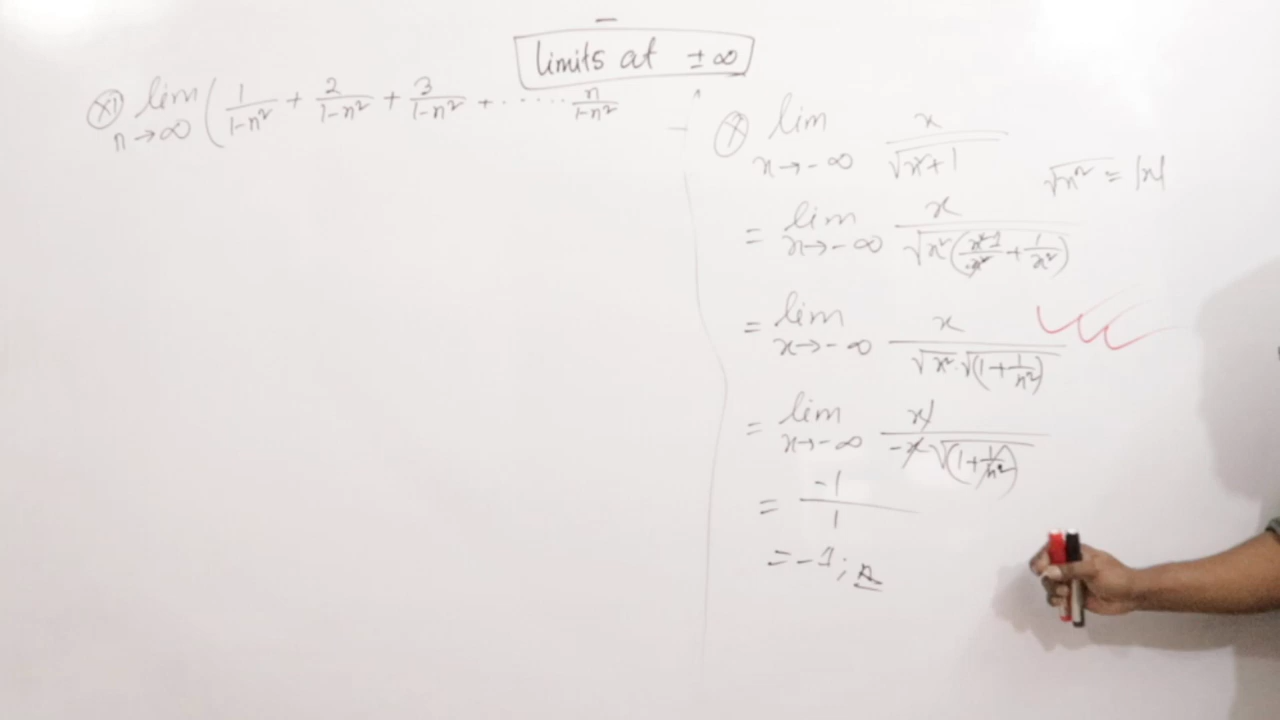 limits at ±∞
(XI) lim n→∞ ( 1/(1-n²) + 2/(1-n²) + 3/(1-n²) + ...... n/(1-n²)
(X) lim x→-∞ x/√(x²+1)
√x² = |x|
= lim x→-∞ x/√(x²(x²/x²+1/x²))
= lim x→-∞ x/(√x².√(1+1/x²))
= lim x→-∞ x/(-x√(1+1/x²))
= -1/1
= -1;